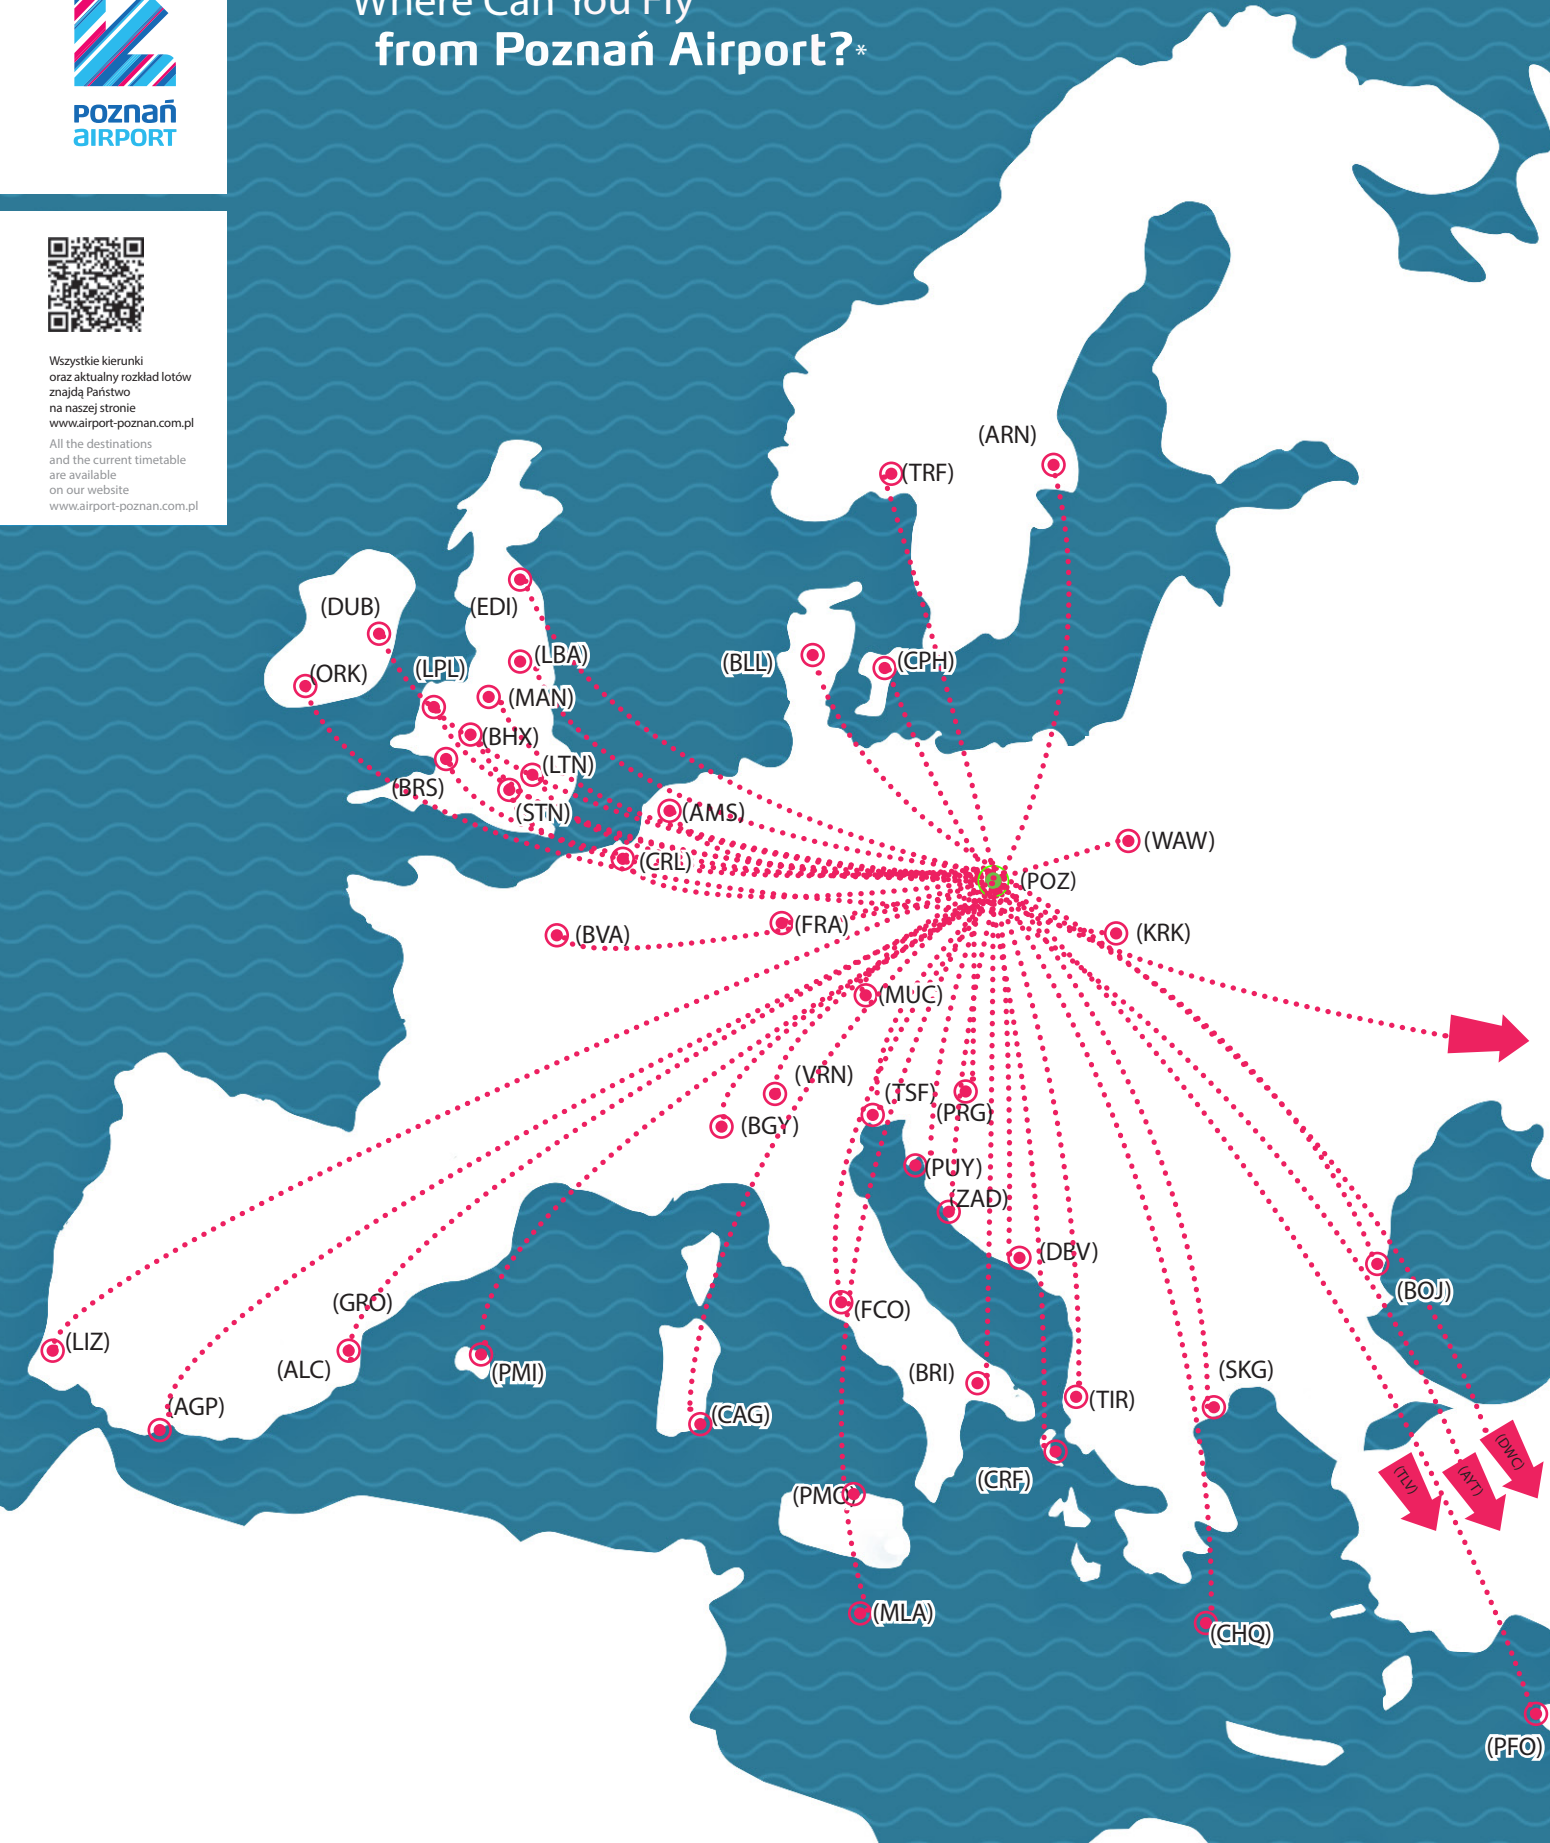 Where Can You Fly
from Poznań Airport?*
POZNAŃ
AIRPORT
Wszystkie kierunki
oraz aktualny rozkład lotów
znajdą Państwo
na naszej stronie
www.airport-poznan.com.pl
All the destinations
and the current timetable
are available
on our website
www.airport-poznan.com.pl
(ARN)
(TRF)
(DUB)
(EDI)
(LBA)
(BLL)
(CPH)
(ORK)
(LPL)
(MAN)
(BHX)
(LTN)
(BRS)
(STN)
(AMS)
(WAW)
(CRL)
(POZ)
(BVA)
(FRA)
(KRK)
(MUC)
(VRN)
(TSF)
(PRG)
(BGY)
(PUY)
(ZAD)
(DBV)
(BOJ)
(GRO)
(FCO)
(LIZ)
(ALC)
(PMI)
(BRI)
(SKG)
(TIR)
(AGP)
(CAG)
(DWC)
(CRF)
(TLV)
(AYT)
(PMO)
(MLA)
(CHQ)
(PFO)